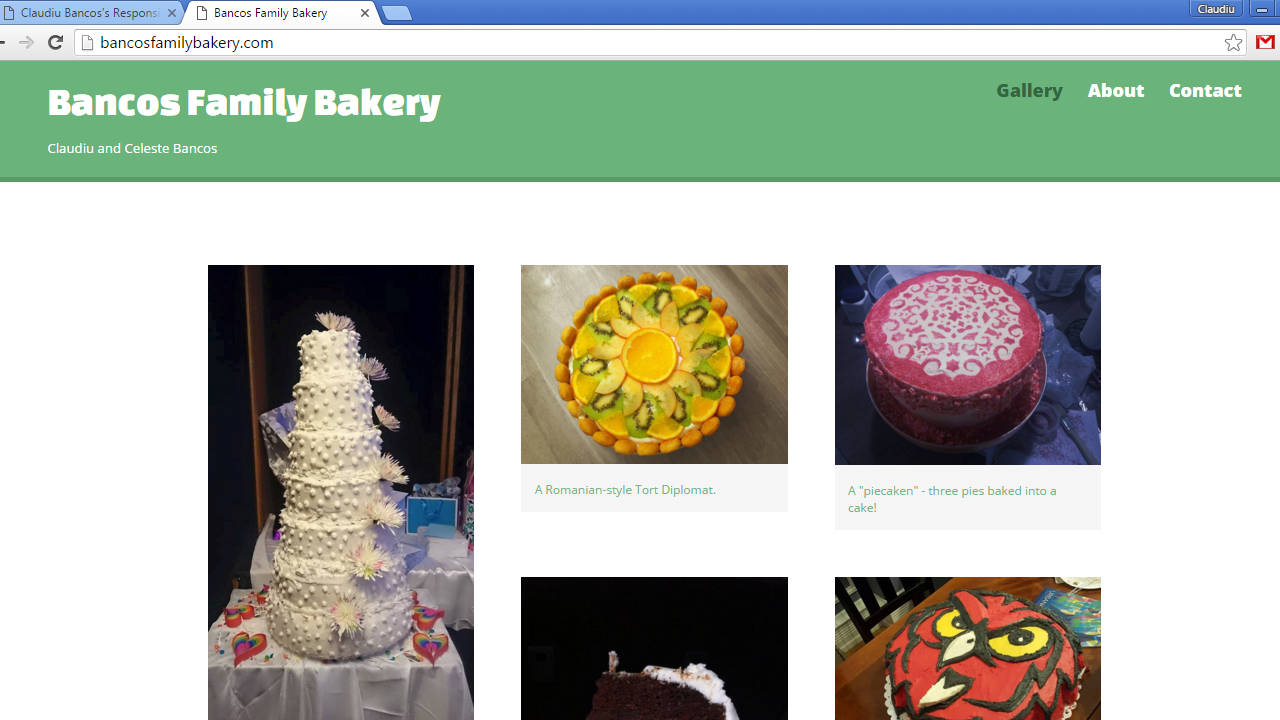 Claudiu Bancos's Responsi
Bancos Family Bakery
Claudiu
bancosfamilybakery.com
Bancos Family Bakery
Gallery About Contact
Claudiu and Celeste Bancos
A Romanian-style Tort Diplomat.
A "piecaken" - three pies baked into a
cake!